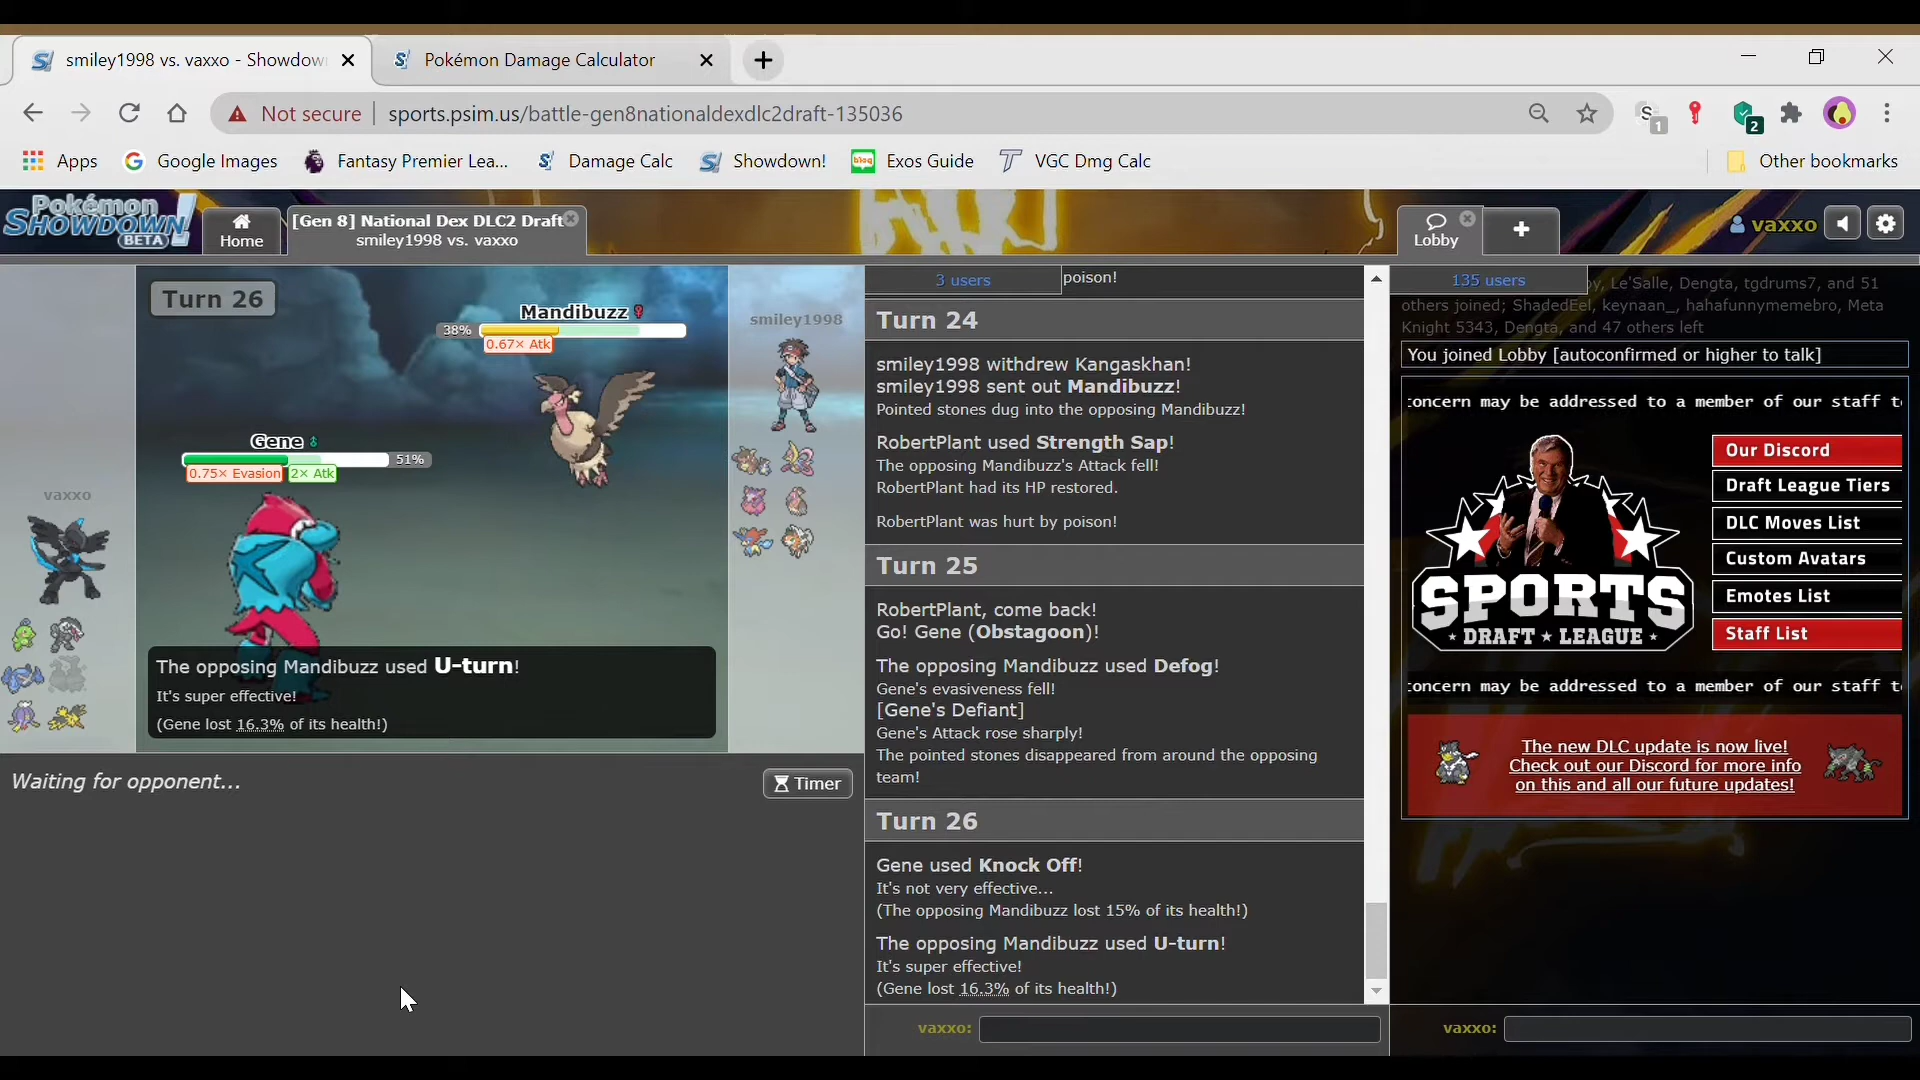 smiley1998 vs. vaxxo - Showdown
Pokémon Damage Calculator
Not secure
sports.psim.us/battle-gen8nationaldexdlc2draft-135036
1
2
Apps
Google Images
Fantasy Premier Lea...
Damage Calc
Showdown!
Exos Guide
VGC Dmg Calc
Other bookmarks
Pokémon
SHOWDOWN!
BETA
Home
[Gen 8] National Dex DLC2 Draft
smiley1998 vs. vaxxo
Lobby
vaxxo
Turn 26
Mandibuzz
38%
0.67× Atk
Gene
51%
0.75× Evasion
2× Atk
vaxxo
smiley1998
The opposing Mandibuzz used U-turn!
It's super effective!
(Gene lost 16.3% of its health!)
Waiting for opponent...
Timer
3 users
poison!
Turn 24
smiley1998 withdrew Kangaskhan!
smiley1998 sent out Mandibuzz!
Pointed stones dug into the opposing Mandibuzz!
RobertPlant used Strength Sap!
The opposing Mandibuzz's Attack fell!
RobertPlant had its HP restored.
RobertPlant was hurt by poison!
Turn 25
RobertPlant, come back!
Go! Gene (Obstagoon)!
The opposing Mandibuzz used Defog!
Gene's evasiveness fell!
[Gene's Defiant]
Gene's Attack rose sharply!
The pointed stones disappeared from around the opposing
team!
Turn 26
Gene used Knock Off!
It's not very effective...
(The opposing Mandibuzz lost 15% of its health!)
The opposing Mandibuzz used U-turn!
It's super effective!
(Gene lost 16.3% of its health!)
vaxxo:
135 users
oy, Le'Salle, Dengta, tgdrums7, and 51
others joined; ShadedEel, keynaan_, hahafunnymemebro, Meta
Knight 5343, Dengta, and 47 others left
You joined Lobby [autoconfirmed or higher to talk]
concern may be addressed to a member of our staff t
Our Discord
Draft League Tiers
DLC Moves List
Custom Avatars
Emotes List
Staff List
SPORTS
DRAFT ★ LEAGUE
concern may be addressed to a member of our staff t
The new DLC update is now live!
Check out our Discord for more info
on this and all our future updates!
vaxxo: